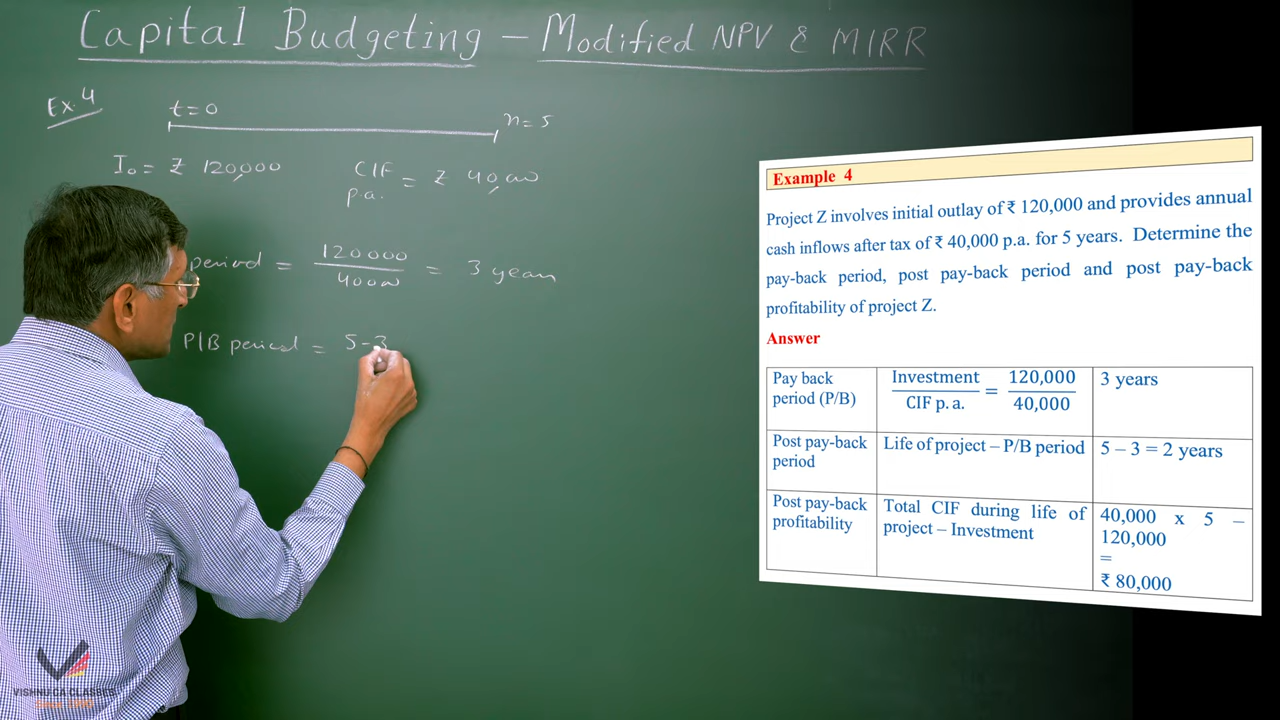 Capital Budgeting – Modified NPV & MIRR
Ex. 4
t = 0
n = 5
I₀ = ₹ 120,000
CIF p.a. = ₹ 40,000
period = 120000 / 40000 = 3 years
P/B period = 5 - 3
Example 4
Project Z involves initial outlay of ₹ 120,000 and provides annual
cash inflows after tax of ₹ 40,000 p.a. for 5 years. Determine the
pay-back period, post pay-back period and post pay-back
profitability of project Z.
Answer
Pay back
period (P/B)
Investment / CIF p. a. = 120,000 / 40,000
3 years
Post pay-back
period
Life of project – P/B period
5 – 3 = 2 years
Post pay-back
profitability
Total CIF during life of
project – Investment
40,000 x 5 –
120,000
=
₹ 80,000
VISHNU CA CLASSES